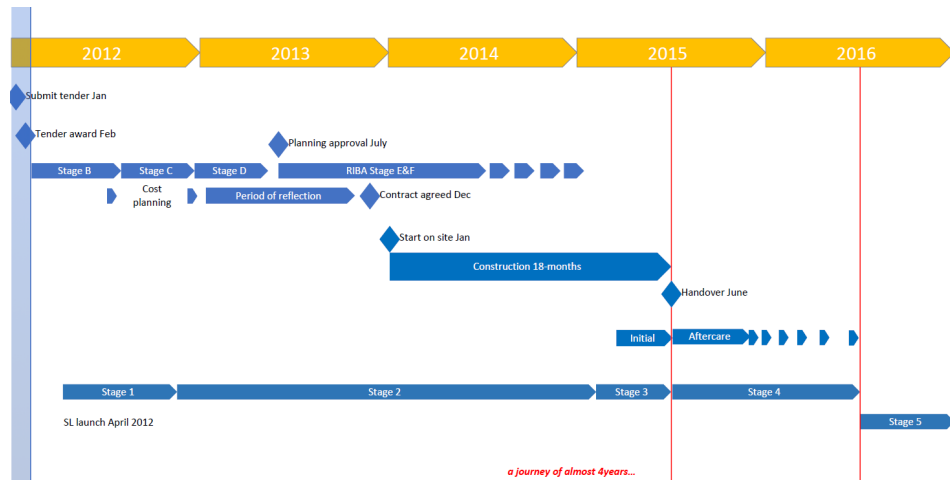 2012 2013 2014 2015 2016
Submit tender Jan
Tender award Feb
Planning approval July
Stage B Stage C Stage D RIBA Stage E&F
Cost
planning
Period of reflection
Contract agreed Dec
Start on site Jan
Construction 18-months
Handover June
Initial Aftercare
Stage 1 Stage 2 Stage 3 Stage 4
SL launch April 2012
Stage 5
a journey of almost 4years...